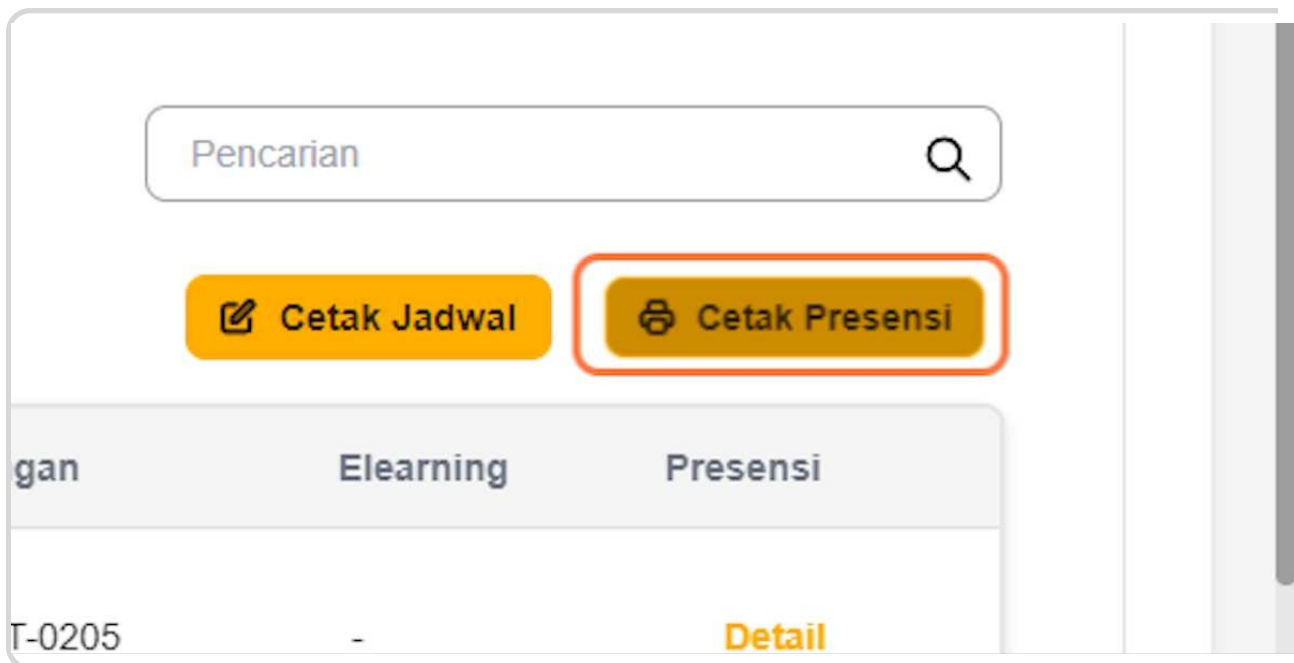 Pencarian
Cetak Jadwal Cetak Presensi
gan Elearning Presensi
T-0205 - Detail